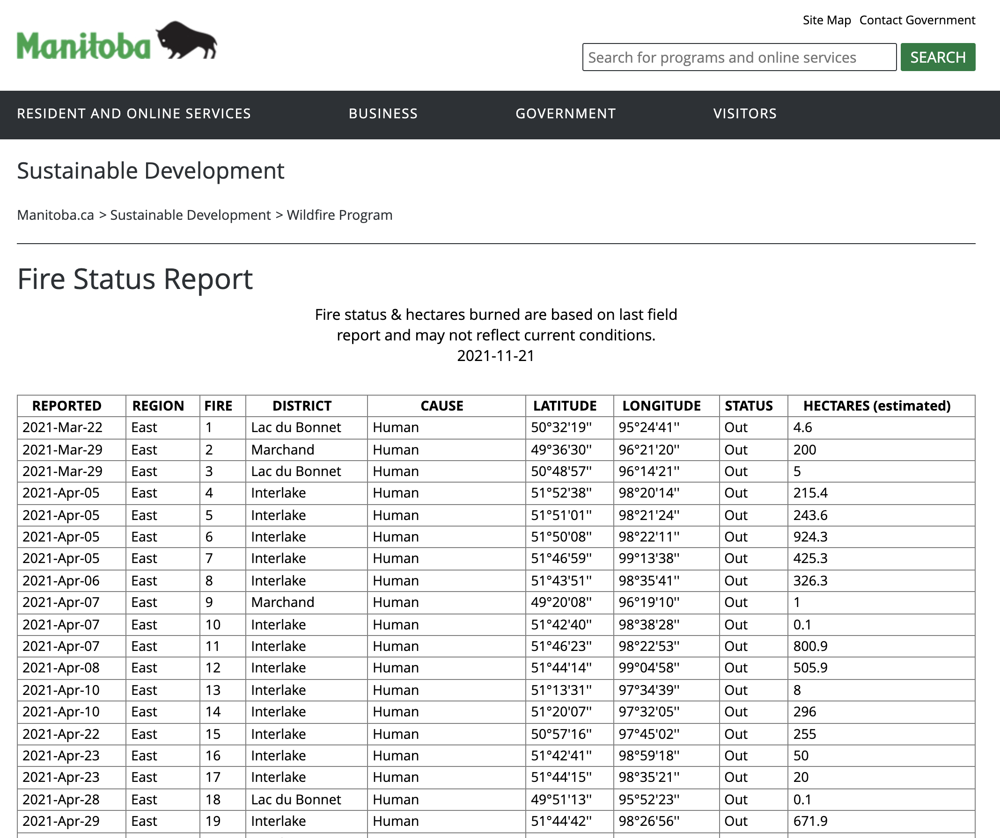 Site Map Contact Government
Manitoba
Search for programs and online services SEARCH
RESIDENT AND ONLINE SERVICES BUSINESS GOVERNMENT VISITORS
Sustainable Development
Manitoba.ca > Sustainable Development > Wildfire Program
Fire Status Report
Fire status & hectares burned are based on last field
report and may not reflect current conditions.
2021-11-21
REPORTED REGION FIRE DISTRICT CAUSE LATITUDE LONGITUDE STATUS HECTARES (estimated)
2021-Mar-22 East 1 Lac du Bonnet Human 50°32'19'' 95°24'41'' Out 4.6
2021-Mar-29 East 2 Marchand Human 49°36'30'' 96°21'20'' Out 200
2021-Mar-29 East 3 Lac du Bonnet Human 50°48'57'' 96°14'21'' Out 5
2021-Apr-05 East 4 Interlake Human 51°52'38'' 98°20'14'' Out 215.4
2021-Apr-05 East 5 Interlake Human 51°51'01'' 98°21'24'' Out 243.6
2021-Apr-05 East 6 Interlake Human 51°50'08'' 98°22'11'' Out 924.3
2021-Apr-05 East 7 Interlake Human 51°46'59'' 99°13'38'' Out 425.3
2021-Apr-06 East 8 Interlake Human 51°43'51'' 98°35'41'' Out 326.3
2021-Apr-07 East 9 Marchand Human 49°20'08'' 96°19'10'' Out 1
2021-Apr-07 East 10 Interlake Human 51°42'40'' 98°38'28'' Out 0.1
2021-Apr-07 East 11 Interlake Human 51°46'23'' 98°22'53'' Out 800.9
2021-Apr-08 East 12 Interlake Human 51°44'14'' 99°04'58'' Out 505.9
2021-Apr-10 East 13 Interlake Human 51°13'31'' 97°34'39'' Out 8
2021-Apr-10 East 14 Interlake Human 51°20'07'' 97°32'05'' Out 296
2021-Apr-22 East 15 Interlake Human 50°57'16'' 97°45'02'' Out 255
2021-Apr-23 East 16 Interlake Human 51°42'41'' 98°59'18'' Out 50
2021-Apr-23 East 17 Interlake Human 51°44'15'' 98°35'21'' Out 20
2021-Apr-28 East 18 Lac du Bonnet Human 49°51'13'' 95°52'23'' Out 0.1
2021-Apr-29 East 19 Interlake Human 51°44'42'' 98°26'56'' Out 671.9